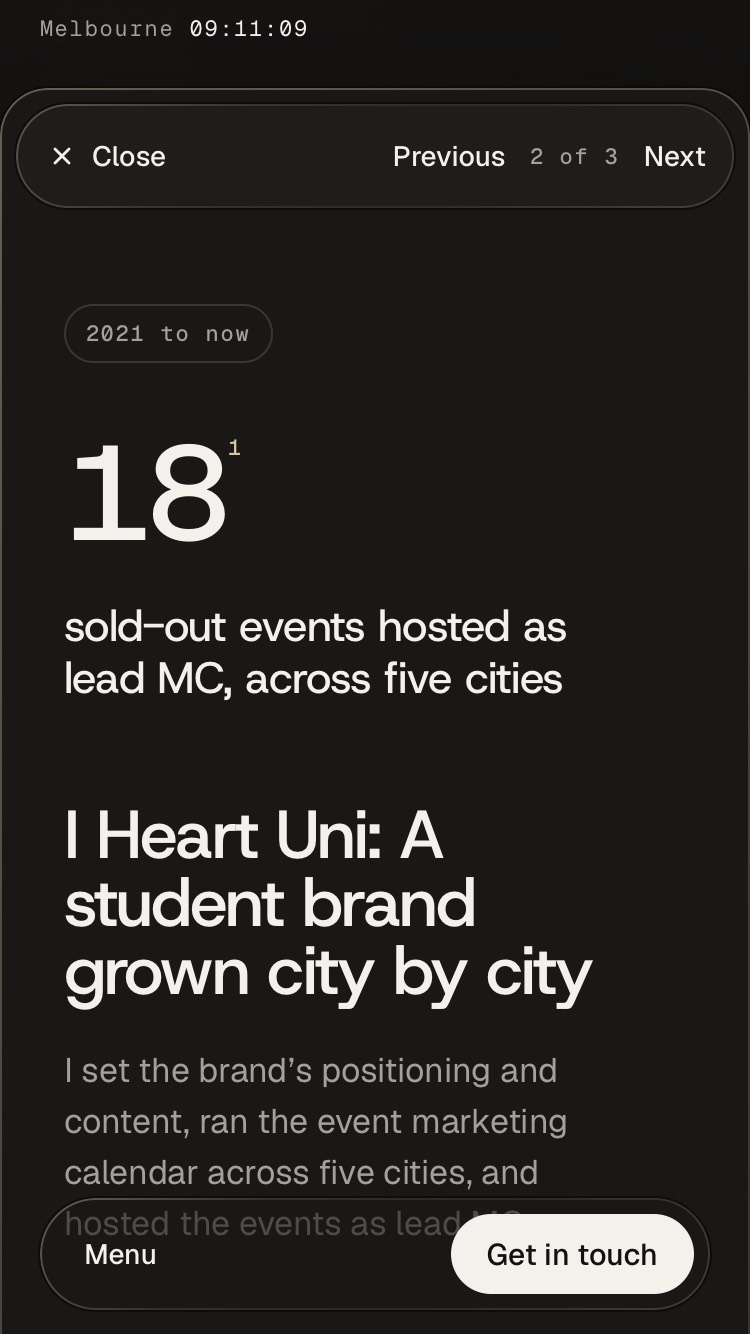 Melbourne 09:11:09
× Close Previous 2 of 3 Next
2021 to now
18¹
sold-out events hosted as
lead MC, across five cities
I Heart Uni: A
student brand
grown city by city
I set the brand’s positioning and
content, ran the event marketing
calendar across five cities, and
hosted the events as lead MC.
Menu Get in touch